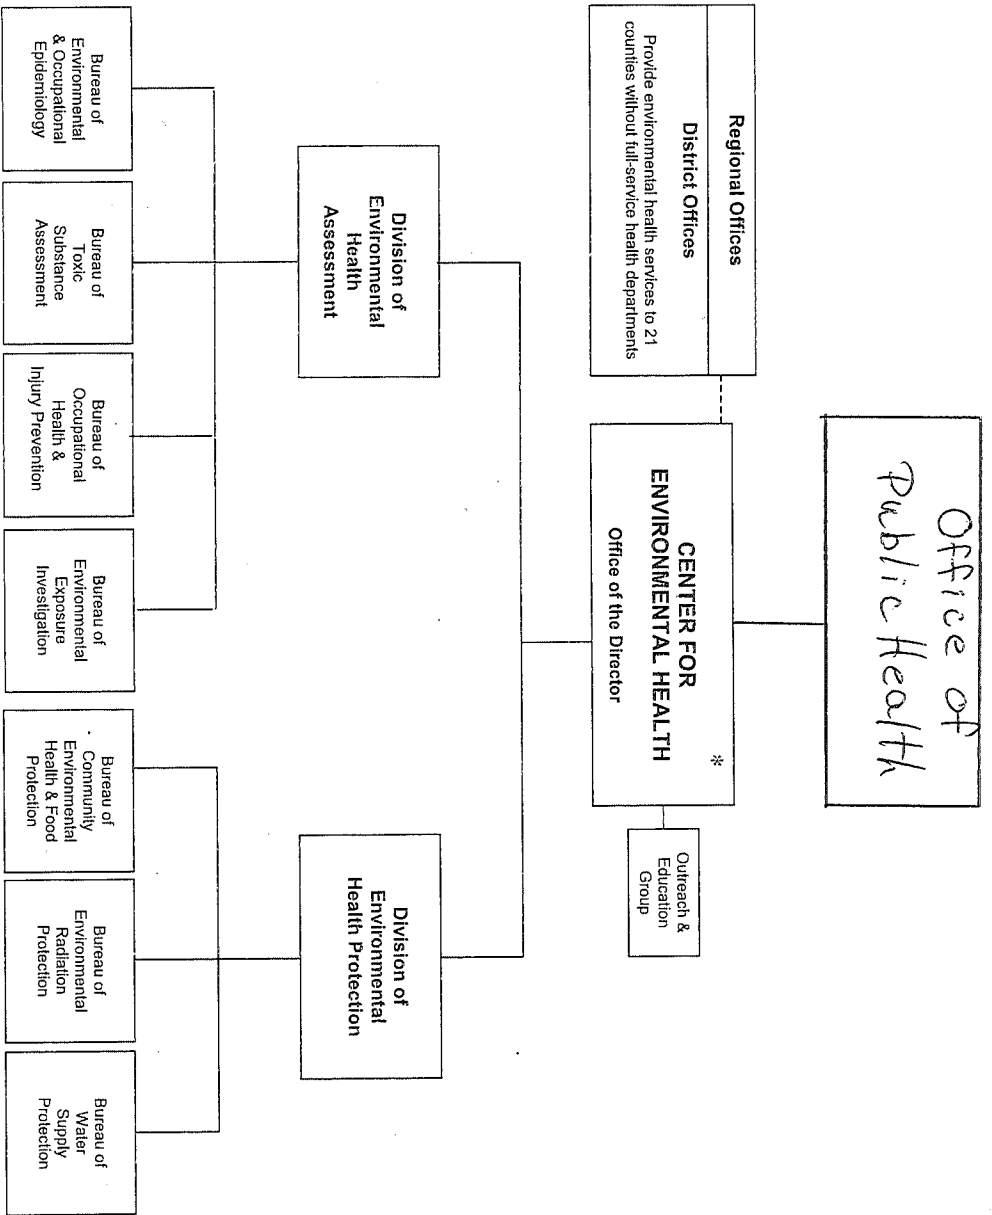 Office of
Public Health
CENTER FOR
ENVIRONMENTAL HEALTH
*
Office of the Director
Regional Offices
District Offices
Provide environmental health services to 21
counties without full-service health departments
Outreach &
Education
Group
Division of
Environmental
Health
Assessment
Division of
Environmental
Health Protection
Bureau of
Environmental
& Occupational
Epidemiology
Bureau of
Toxic
Substance
Assessment
Bureau of
Occupational
Health &
Injury Prevention
Bureau of
Environmental
Exposure
Investigation
Bureau of
Community
Environmental
Health & Food
Protection
Bureau of
Environmental
Radiation
Protection
Bureau of
Water
Supply
Protection